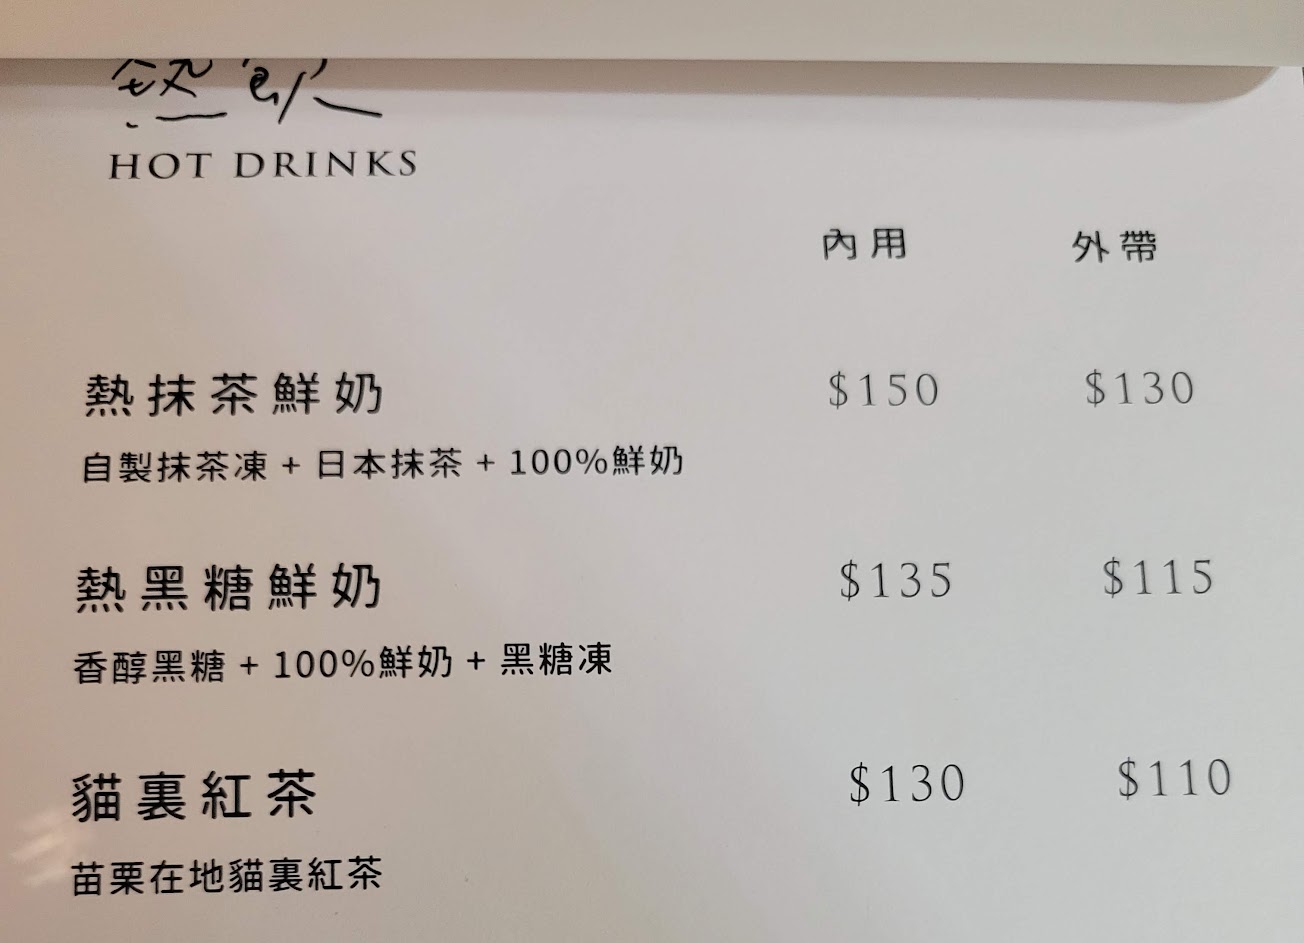 熱飲
HOT DRINKS
內用 外帶
熱抹茶鮮奶 $150 $130
自製抹茶凍 + 日本抹茶 + 100%鮮奶
熱黑糖鮮奶 $135 $115
香醇黑糖 + 100%鮮奶 + 黑糖凍
貓裏紅茶 $130 $110
苗栗在地貓裏紅茶